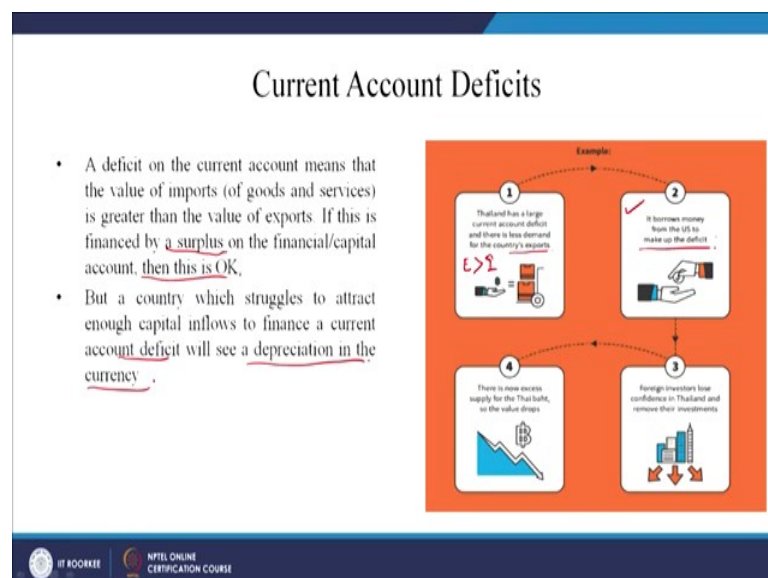 Current Account Deficits
• A deficit on the current account means that
the value of imports (of goods and services)
is greater than the value of exports. If this is
financed by a surplus on the financial/capital
account, then this is OK.
• But a country which struggles to attract
enough capital inflows to finance a current
account deficit will see a depreciation in the
currency .
Example:
1
Thailand has a large
current account deficit
and there is less demand
for the country's exports
E>I
2
It borrows money
from the US to
make up the deficit
4
There is now excess
supply for the Thai baht,
so the value drops
3
Foreign investors lose
confidence in Thailand and
remove their investments
IIT ROORKEE
NPTEL ONLINE
CERTIFICATION COURSE